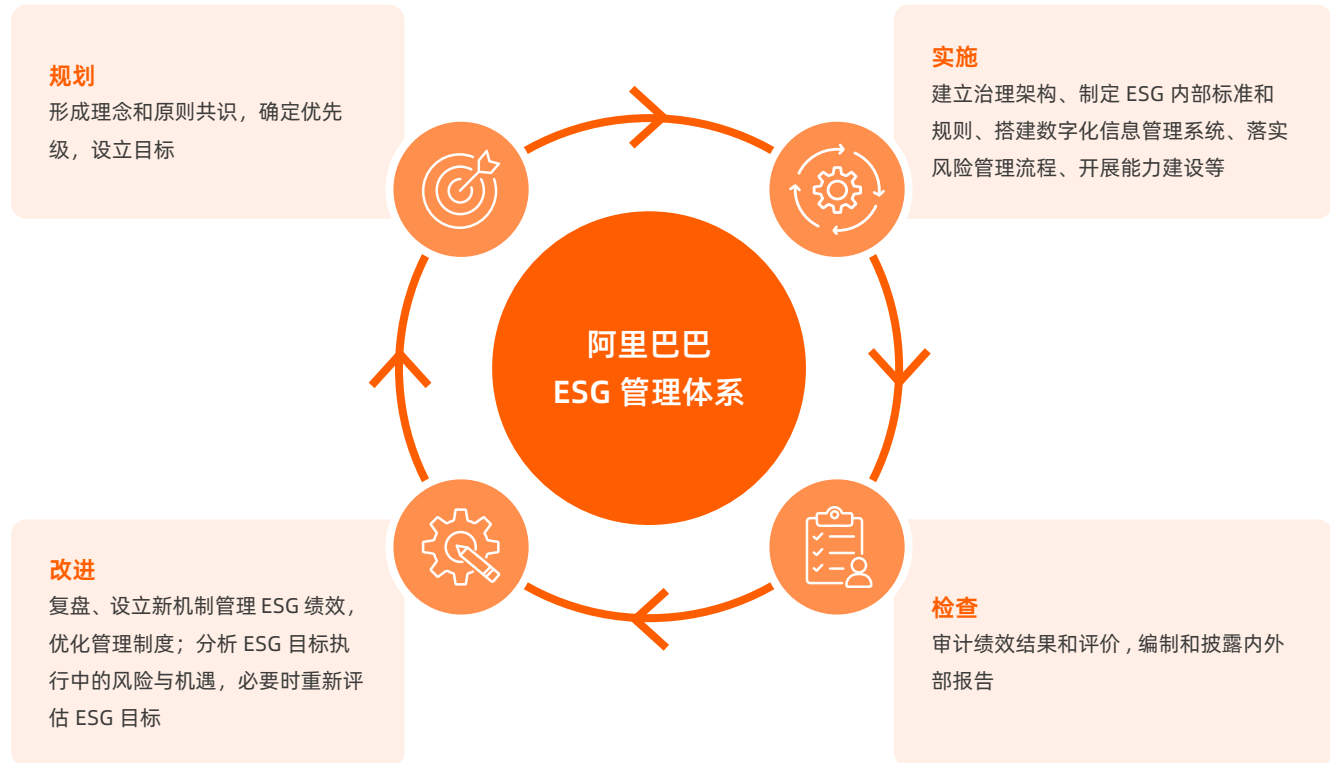 规划
形成理念和原则共识，确定优先
级，设立目标
实施
建立治理架构、制定 ESG 内部标准和
规则、搭建数字化信息管理系统、落实
风险管理流程、开展能力建设等
阿里巴巴
ESG 管理体系
改进
复盘、设立新机制管理 ESG 绩效，
优化管理制度；分析 ESG 目标执
行中的风险与机遇，必要时重新评
估 ESG 目标
检查
审计绩效结果和评价，编制和披露内外
部报告